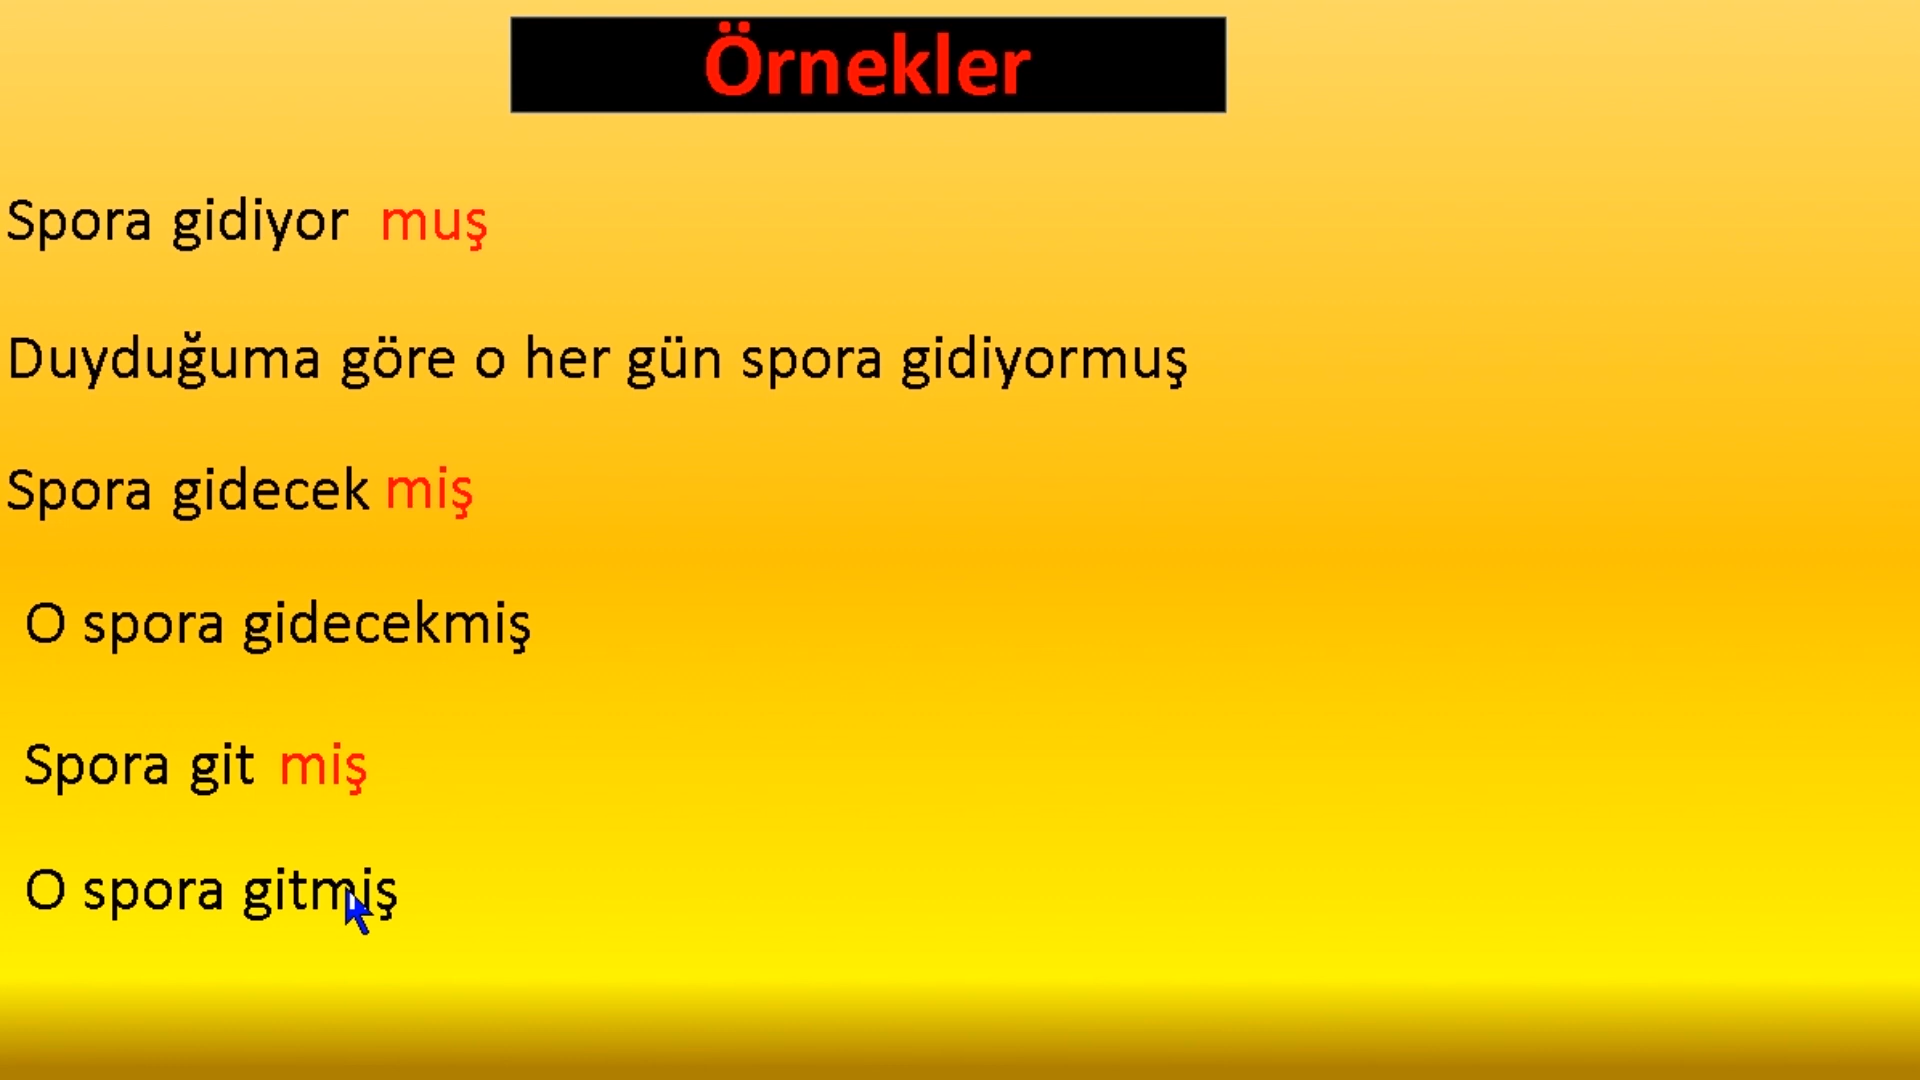 Örnekler
Spora gidiyor muş
Duyduğuma göre o her gün spora gidiyormuş
Spora gidecek miş
O spora gidecekmiş
Spora git miş
O spora gitmiş